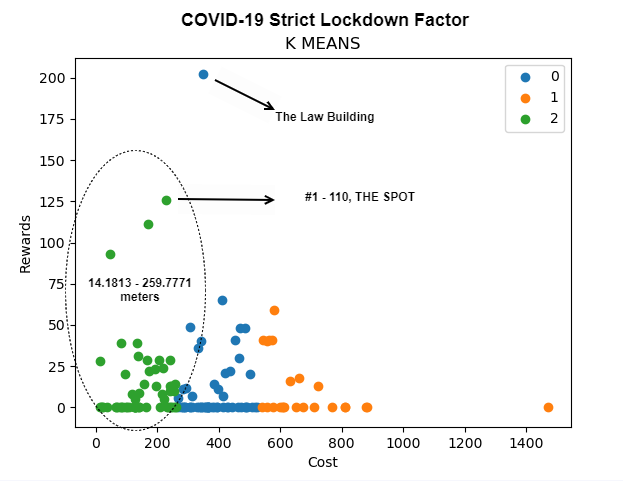 COVID-19 Strict Lockdown Factor
K MEANS
200
175
150
125
100
75
50
25
0
Rewards
The Law Building
#1 - 110, THE SPOT
14.1813 - 259.7771
meters
0
1
2
0
200
400
600
800
1000
1200
1400
Cost